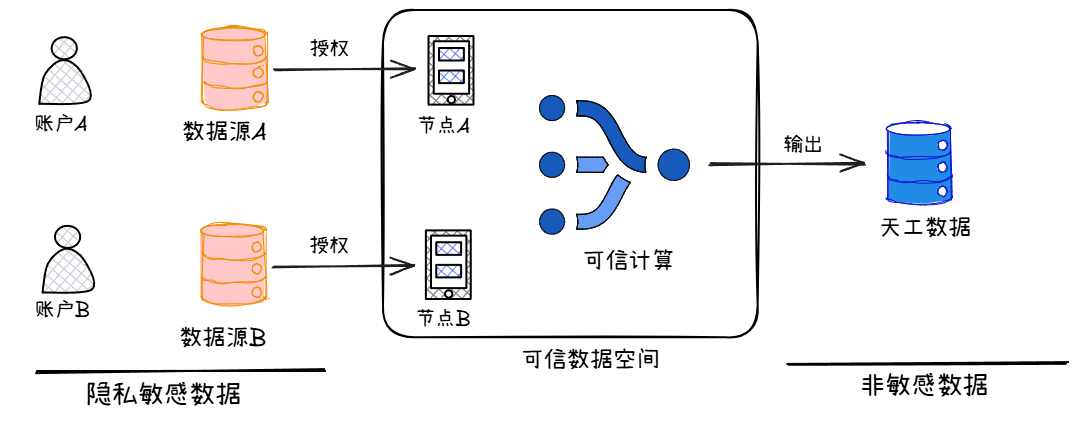 账户A
数据源A
授权
节点A
账户B
数据源B
授权
节点B
可信计算
可信数据空间
输出
天工数据
隐私敏感数据
非敏感数据